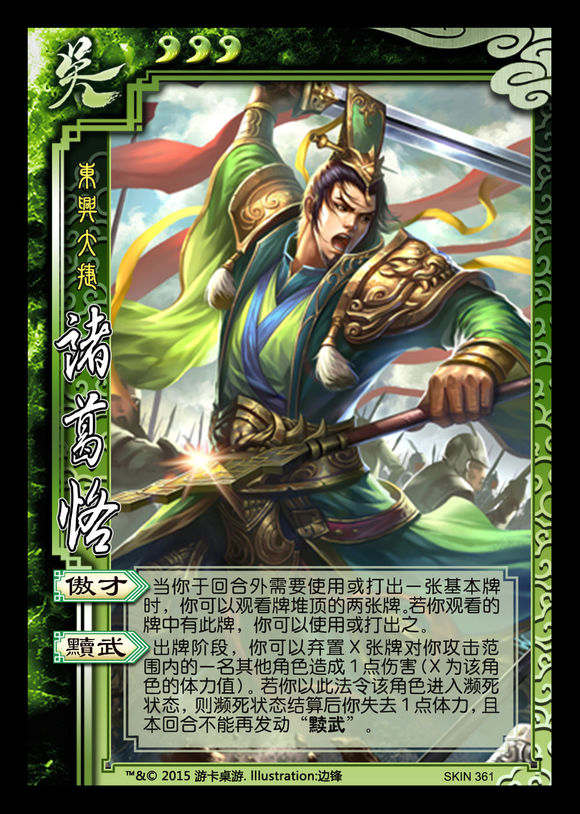 吴
東興大捷
諸葛恪
傲才
当你于回合外需要使用或打出一张基本牌
时，你可以观看牌堆顶的两张牌。若你观看的
牌中有此牌，你可以使用或打出之。
黩武
出牌阶段，你可以弃置X张牌对你攻击范
围内的一名其他角色造成1点伤害(X为该角
色的体力值)。若你以此法令该角色进入濒死
状态，则濒死状态结算后你失去1点体力，且
本回合不能再发动“黩武”。
™&© 2015 游卡桌游. Illustration:边锋
SKIN 361